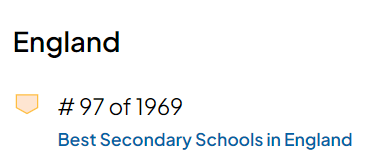 England
# 97 of 1969
Best Secondary Schools in England